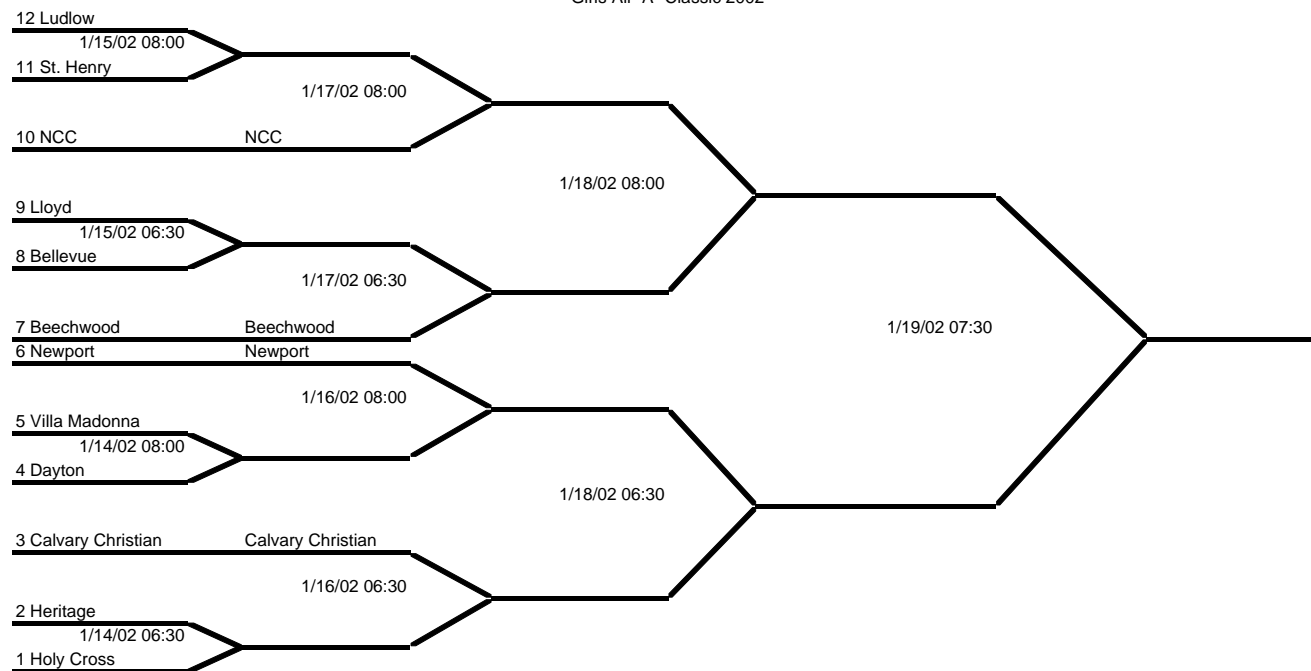 Girls All "A" Classic 2002
12 Ludlow
1/15/02 08:00
11 St. Henry
1/17/02 08:00
10 NCC NCC
1/18/02 08:00
9 Lloyd
1/15/02 06:30
8 Bellevue
1/17/02 06:30
7 Beechwood Beechwood
1/19/02 07:30
6 Newport Newport
1/16/02 08:00
5 Villa Madonna
1/14/02 08:00
4 Dayton
1/18/02 06:30
3 Calvary Christian Calvary Christian
1/16/02 06:30
2 Heritage
1/14/02 06:30
1 Holy Cross